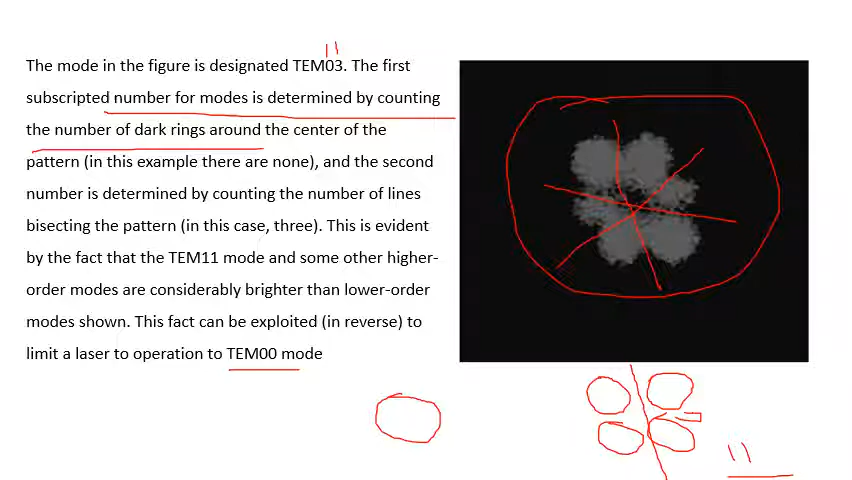 The mode in the figure is designated TEM03. The first
subscripted number for modes is determined by counting
the number of dark rings around the center of the
pattern (in this example there are none), and the second
number is determined by counting the number of lines
bisecting the pattern (in this case, three). This is evident
by the fact that the TEM11 mode and some other higher-
order modes are considerably brighter than lower-order
modes shown. This fact can be exploited (in reverse) to
limit a laser to operation to TEM00 mode